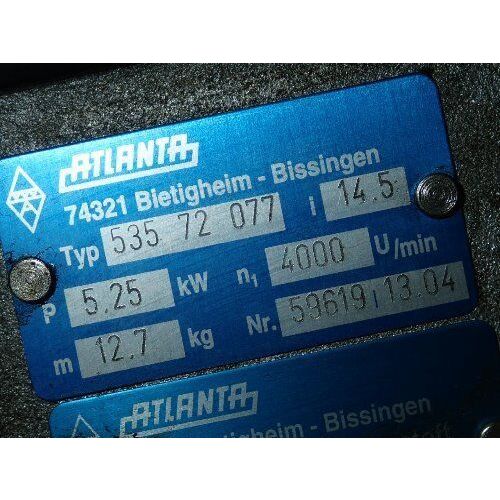 ATLANTA
74321 Bietigheim - Bissingen
Typ 535 72 077 i 14.5
P 5.25 kW n1 4000 U/min
m 12.7 kg Nr. 59619 | 13.04
ATLANTA
Bietigheim - Bissingen